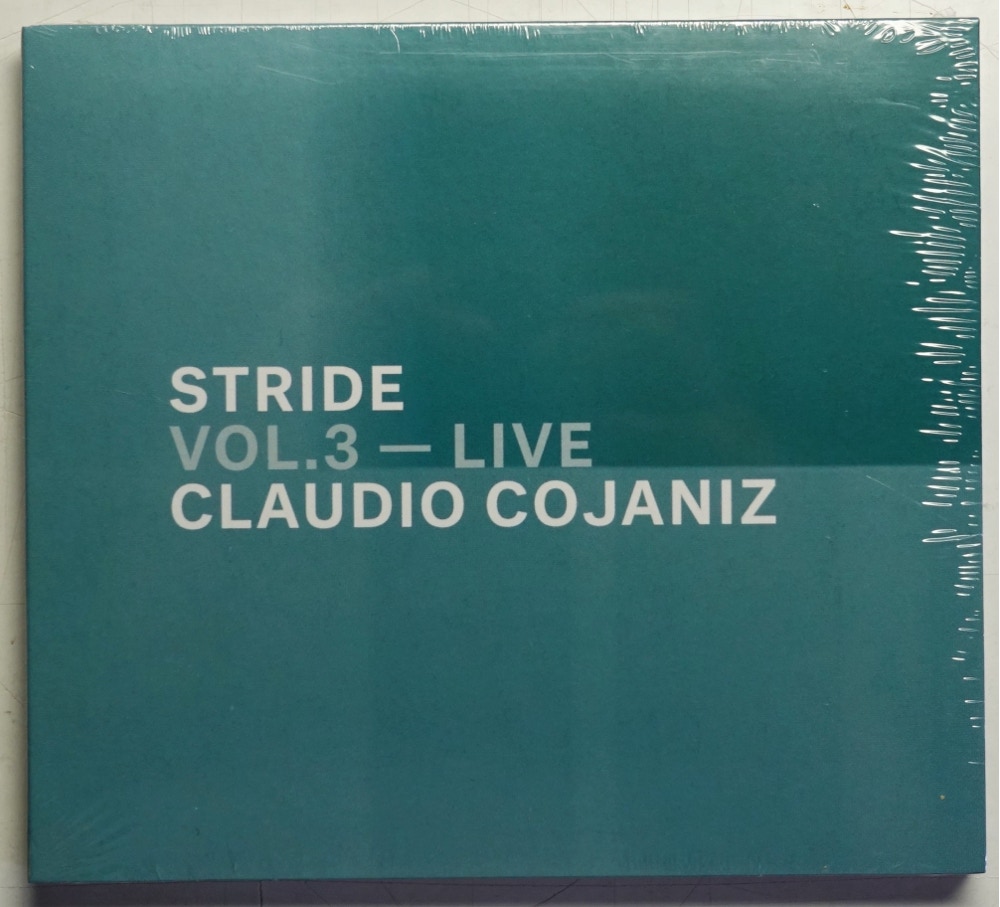 STRIDE
VOL.3 — LIVE
CLAUDIO COJANIZ